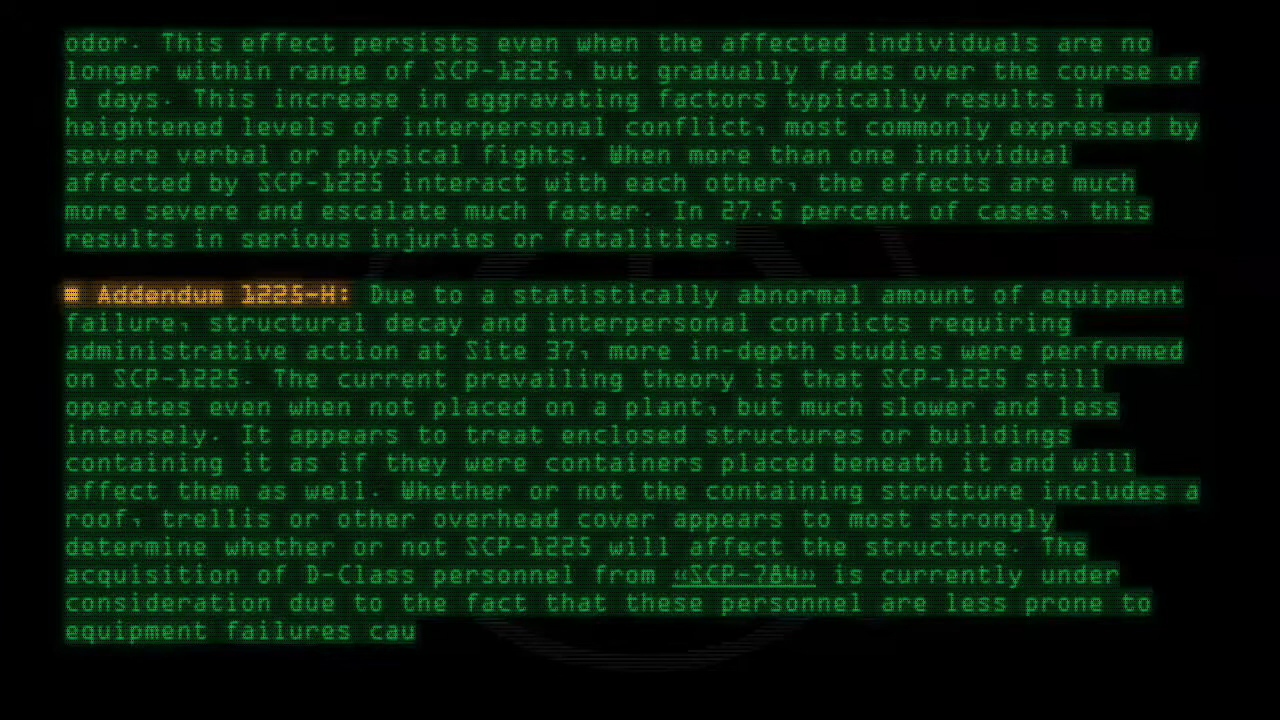 odor. This effect persists even when the affected individuals are no
longer within range of SCP-1225, but gradually fades over the course of
8 days. This increase in aggravating factors typically results in
heightened levels of interpersonal conflict, most commonly expressed by
severe verbal or physical fights. When more than one individual
affected by SCP-1225 interact with each other, the effects are much
more severe and escalate much faster. In 27.5 percent of cases, this
results in serious injuries or fatalities.
■ Addendum 1225-H: Due to a statistically abnormal amount of equipment
failure, structural decay and interpersonal conflicts requiring
administrative action at Site 37, more in-depth studies were performed
on SCP-1225. The current prevailing theory is that SCP-1225 still
operates even when not placed on a plant, but much slower and less
intensely. It appears to treat enclosed structures or buildings
containing it as if they were containers placed beneath it and will
affect them as well. Whether or not the containing structure includes a
roof, trellis or other overhead cover appears to most strongly
determine whether or not SCP-1225 will affect the structure. The
acquisition of D-Class personnel from «SCP-784» is currently under
consideration due to the fact that these personnel are less prone to
equipment failures cau